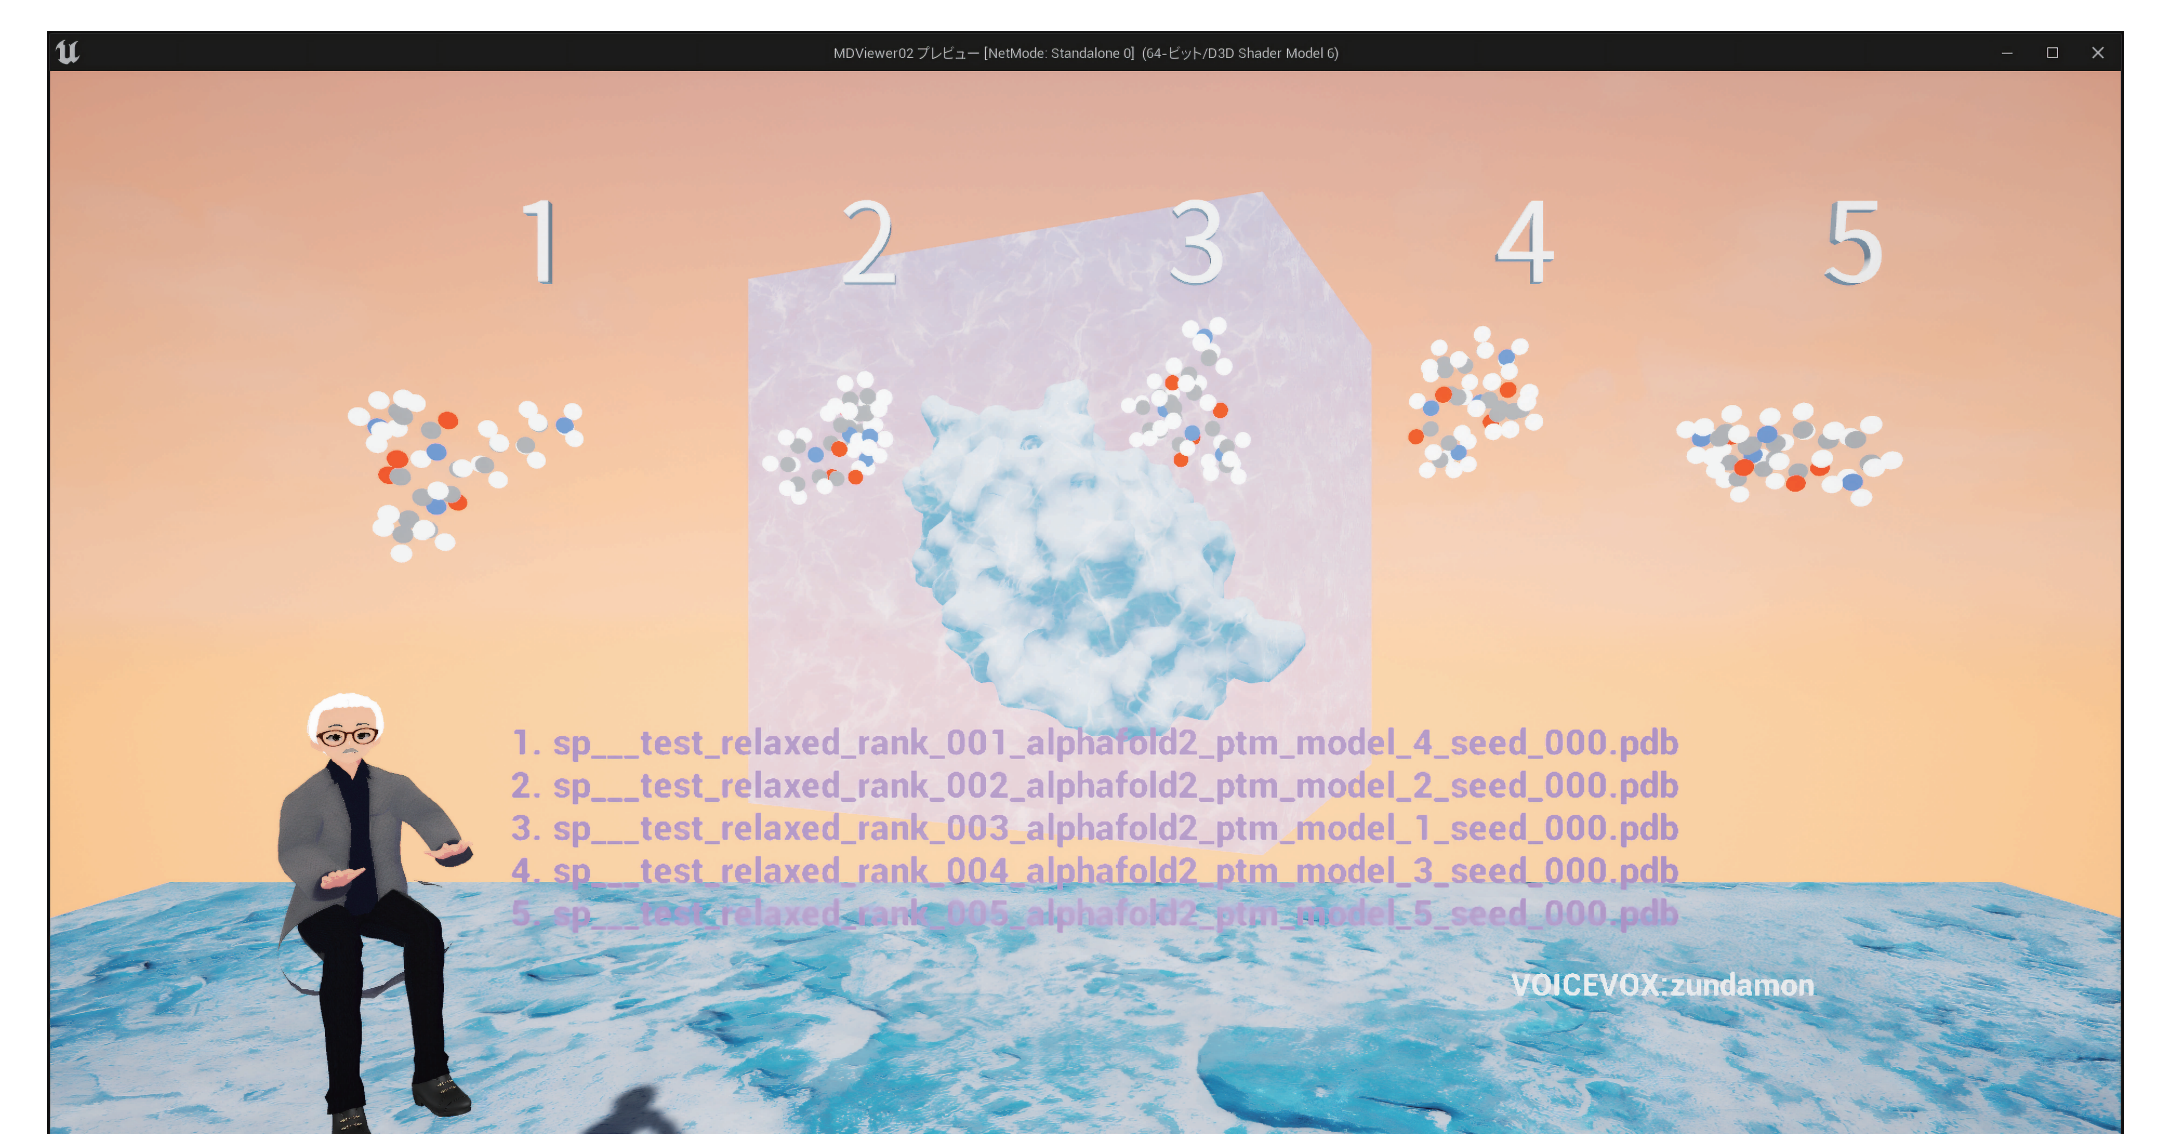 MDViewer02 プレビュー [NetMode: Standalone 0]  (64-ビット/D3D Shader Model 6)
1 2 3 4 5
1. sp___test_relaxed_rank_001_alphafold2_ptm_model_4_seed_000.pdb
2. sp___test_relaxed_rank_002_alphafold2_ptm_model_2_seed_000.pdb
3. sp___test_relaxed_rank_003_alphafold2_ptm_model_1_seed_000.pdb
4. sp___test_relaxed_rank_004_alphafold2_ptm_model_3_seed_000.pdb
5. sp___test_relaxed_rank_005_alphafold2_ptm_model_5_seed_000.pdb
VOICEVOX:zundamon